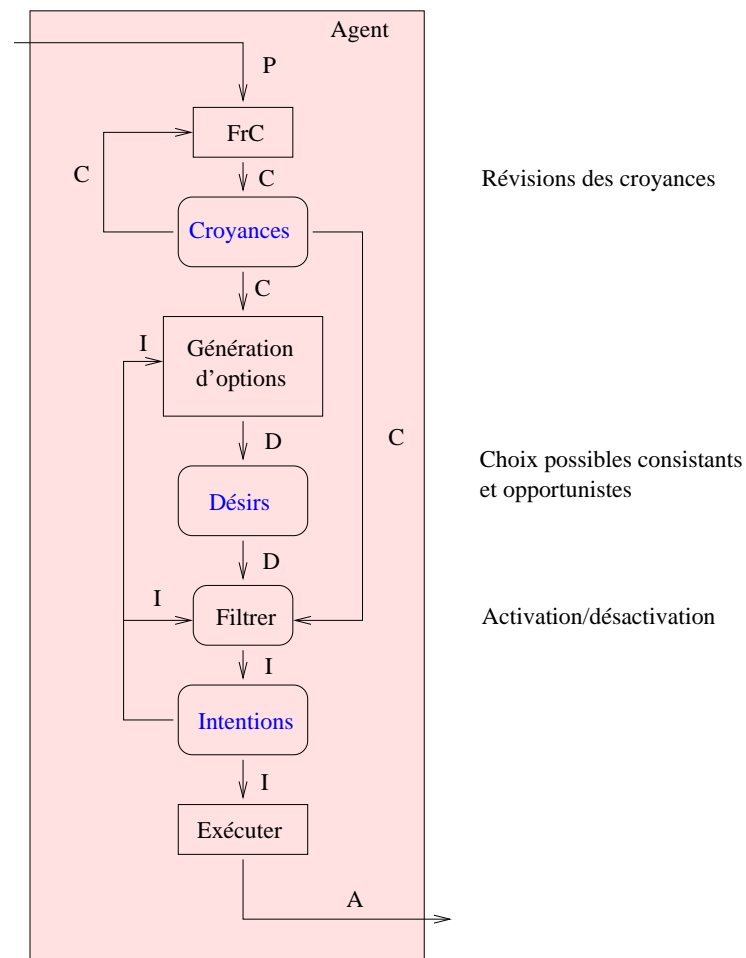 Agent
P
FrC
C
C
Révisions des croyances
Croyances
C
I
Génération
d'options
C
D
Choix possibles consistants
et opportunistes
Désirs
D
I
Filtrer
Activation/désactivation
I
Intentions
I
Exécuter
A